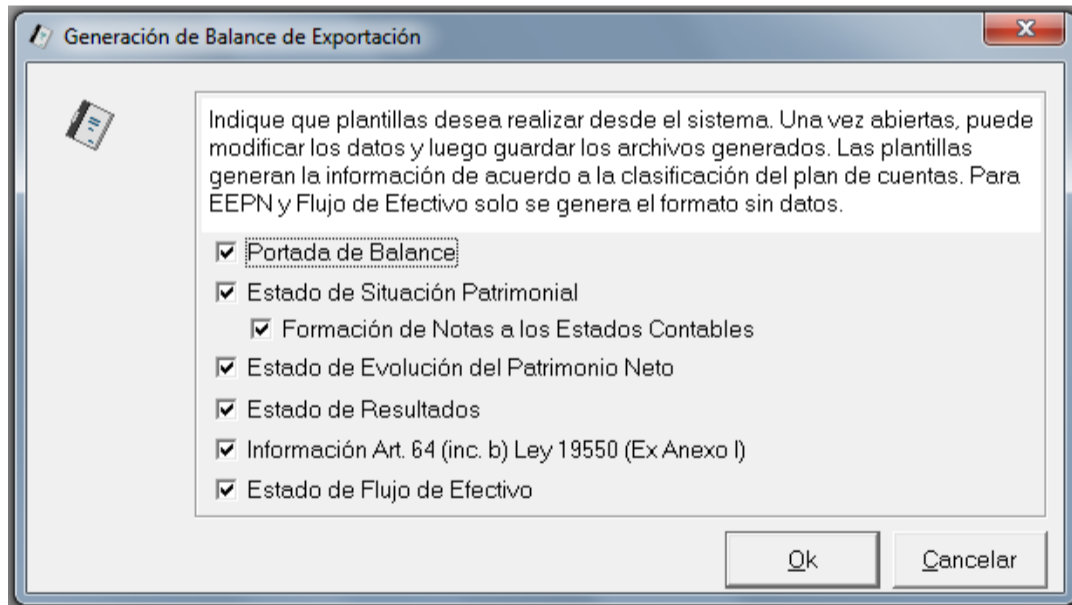 Generación de Balance de Exportación
Indique que plantillas desea realizar desde el sistema. Una vez abiertas, puede
modificar los datos y luego guardar los archivos generados. Las plantillas
generan la información de acuerdo a la clasificación del plan de cuentas. Para
EEPN y Flujo de Efectivo solo se genera el formato sin datos.
Portada de Balance
Estado de Situación Patrimonial
Formación de Notas a los Estados Contables
Estado de Evolución del Patrimonio Neto
Estado de Resultados
Información Art. 64 (inc. b) Ley 19550 (Ex Anexo I)
Estado de Flujo de Efectivo
Ok
Cancelar